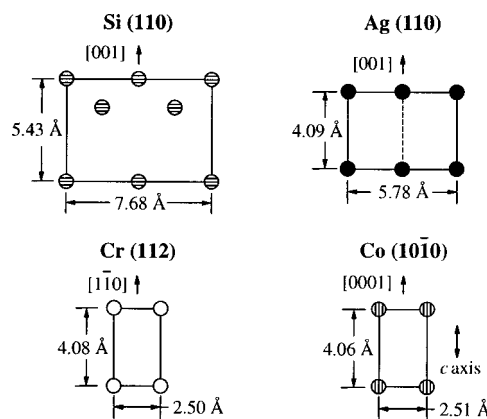 Si (110)
[001]
5.43 Å
7.68 Å
Ag (110)
[001]
4.09 Å
5.78 Å
Cr (112)
[11̄0]
4.08 Å
2.50 Å
Co (101̄0)
[0001]
4.06 Å
c axis
2.51 Å